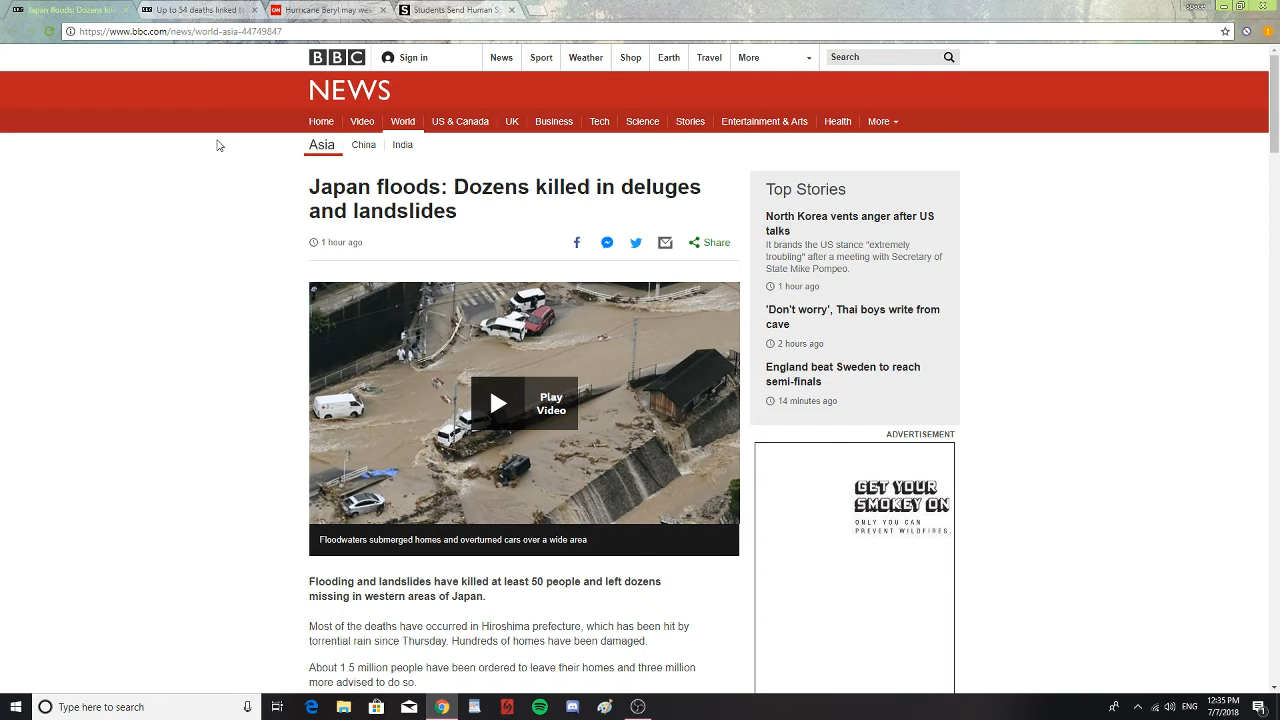 Japan floods: Dozens kil
Up to 54 deaths linked t
Hurricane Beryl may we
Students Send Human S
Space
https://www.bbc.com/news/world-asia-44749847
BBC
Sign in
News
Sport
Weather
Shop
Earth
Travel
More
Search
NEWS
Home
Video
World
US & Canada
UK
Business
Tech
Science
Stories
Entertainment & Arts
Health
More
Asia
China
India
Japan floods: Dozens killed in deluges
and landslides
1 hour ago
Share
Play
Video
Floodwaters submerged homes and overturned cars over a wide area
Flooding and landslides have killed at least 50 people and left dozens
missing in western areas of Japan.
Most of the deaths have occurred in Hiroshima prefecture, which has been hit by
torrential rain since Thursday. Hundreds of homes have been damaged.
About 1.5 million people have been ordered to leave their homes and three million
more advised to do so.
Top Stories
North Korea vents anger after US
talks
It brands the US stance "extremely
troubling" after a meeting with Secretary of
State Mike Pompeo.
1 hour ago
'Don't worry', Thai boys write from
cave
2 hours ago
England beat Sweden to reach
semi-finals
14 minutes ago
ADVERTISEMENT
GET YOUR
SMOKEY ON
ONLY YOU CAN
PREVENT WILDFIRES.
Type here to search
ENG
12:35 PM
7/7/2018